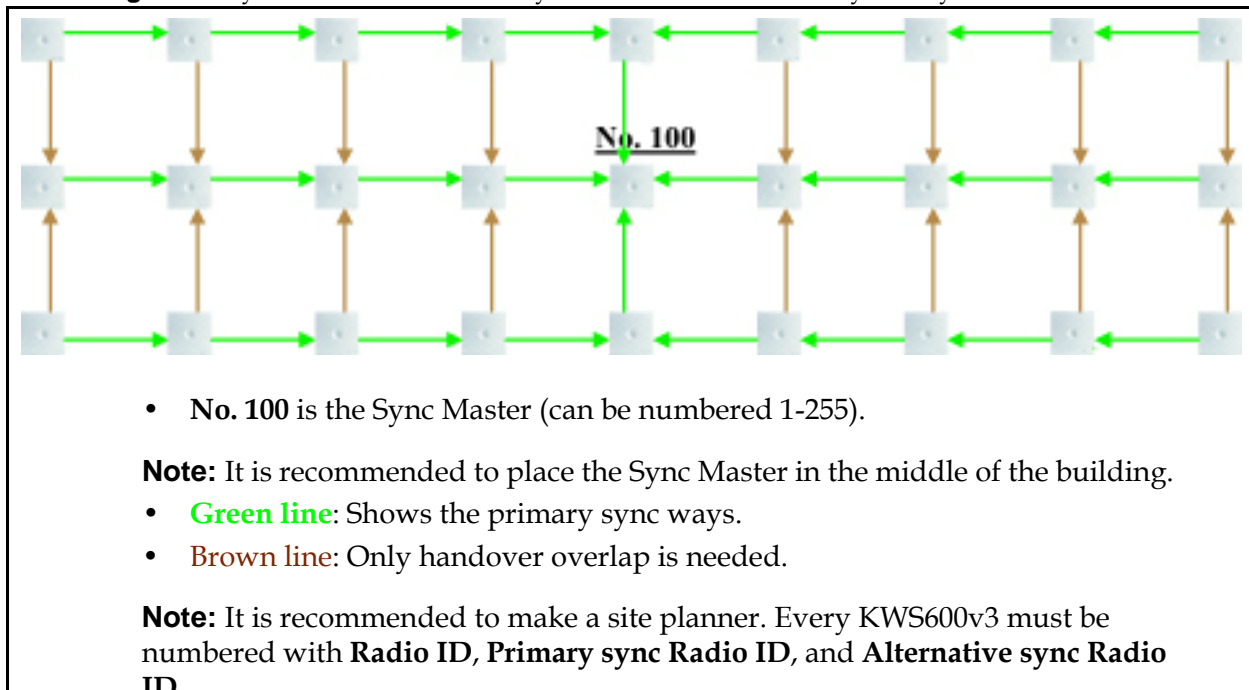 No. 100
• No. 100 is the Sync Master (can be numbered 1-255).
Note: It is recommended to place the Sync Master in the middle of the building.
• Green line: Shows the primary sync ways.
• Brown line: Only handover overlap is needed.
Note: It is recommended to make a site planner. Every KWS600v3 must be
numbered with Radio ID, Primary sync Radio ID, and Alternative sync Radio
ID